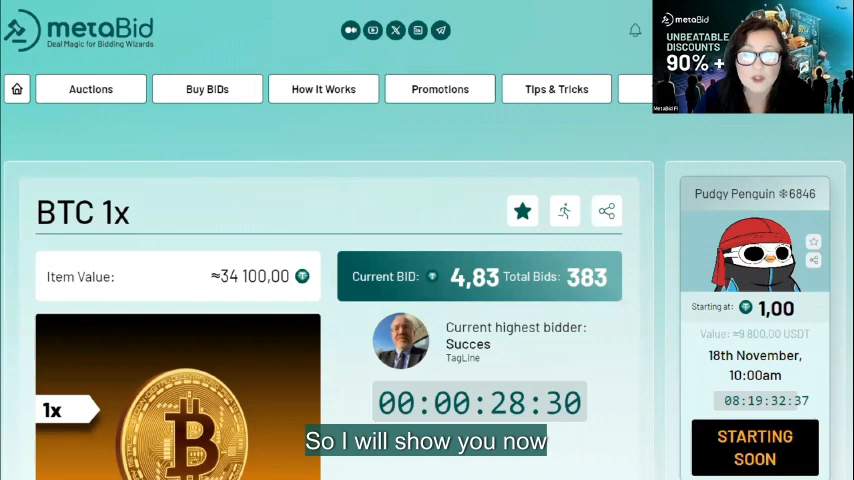 metaBid
Deal Magic for Bidding Wizards
metaBid
UNBEATABLE
DISCOUNTS
90% +
MetaBid Fi
Auctions
Buy BIDs
How It Works
Promotions
Tips & Tricks
BTC 1x
Item Value:
≈34 100,00
Current BID:
4,83
Total Bids:
383
Current highest bidder:
Succes
TagLine
00:00:28:30
1x
Pudgy Penguin ❄6846
Starting at:
1,00
Value: ≈9 800,00 USDT
18th November,
10:00am
08:19:32:37
STARTING
SOON
So I will show you now